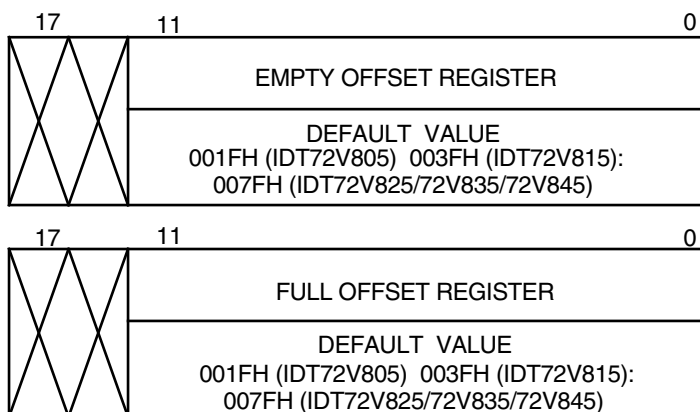 17 11 0
EMPTY OFFSET REGISTER
DEFAULT VALUE
001FH (IDT72V805) 003FH (IDT72V815):
007FH (IDT72V825/72V835/72V845)
17 11 0
FULL OFFSET REGISTER
DEFAULT VALUE
001FH (IDT72V805) 003FH (IDT72V815):
007FH (IDT72V825/72V835/72V845)